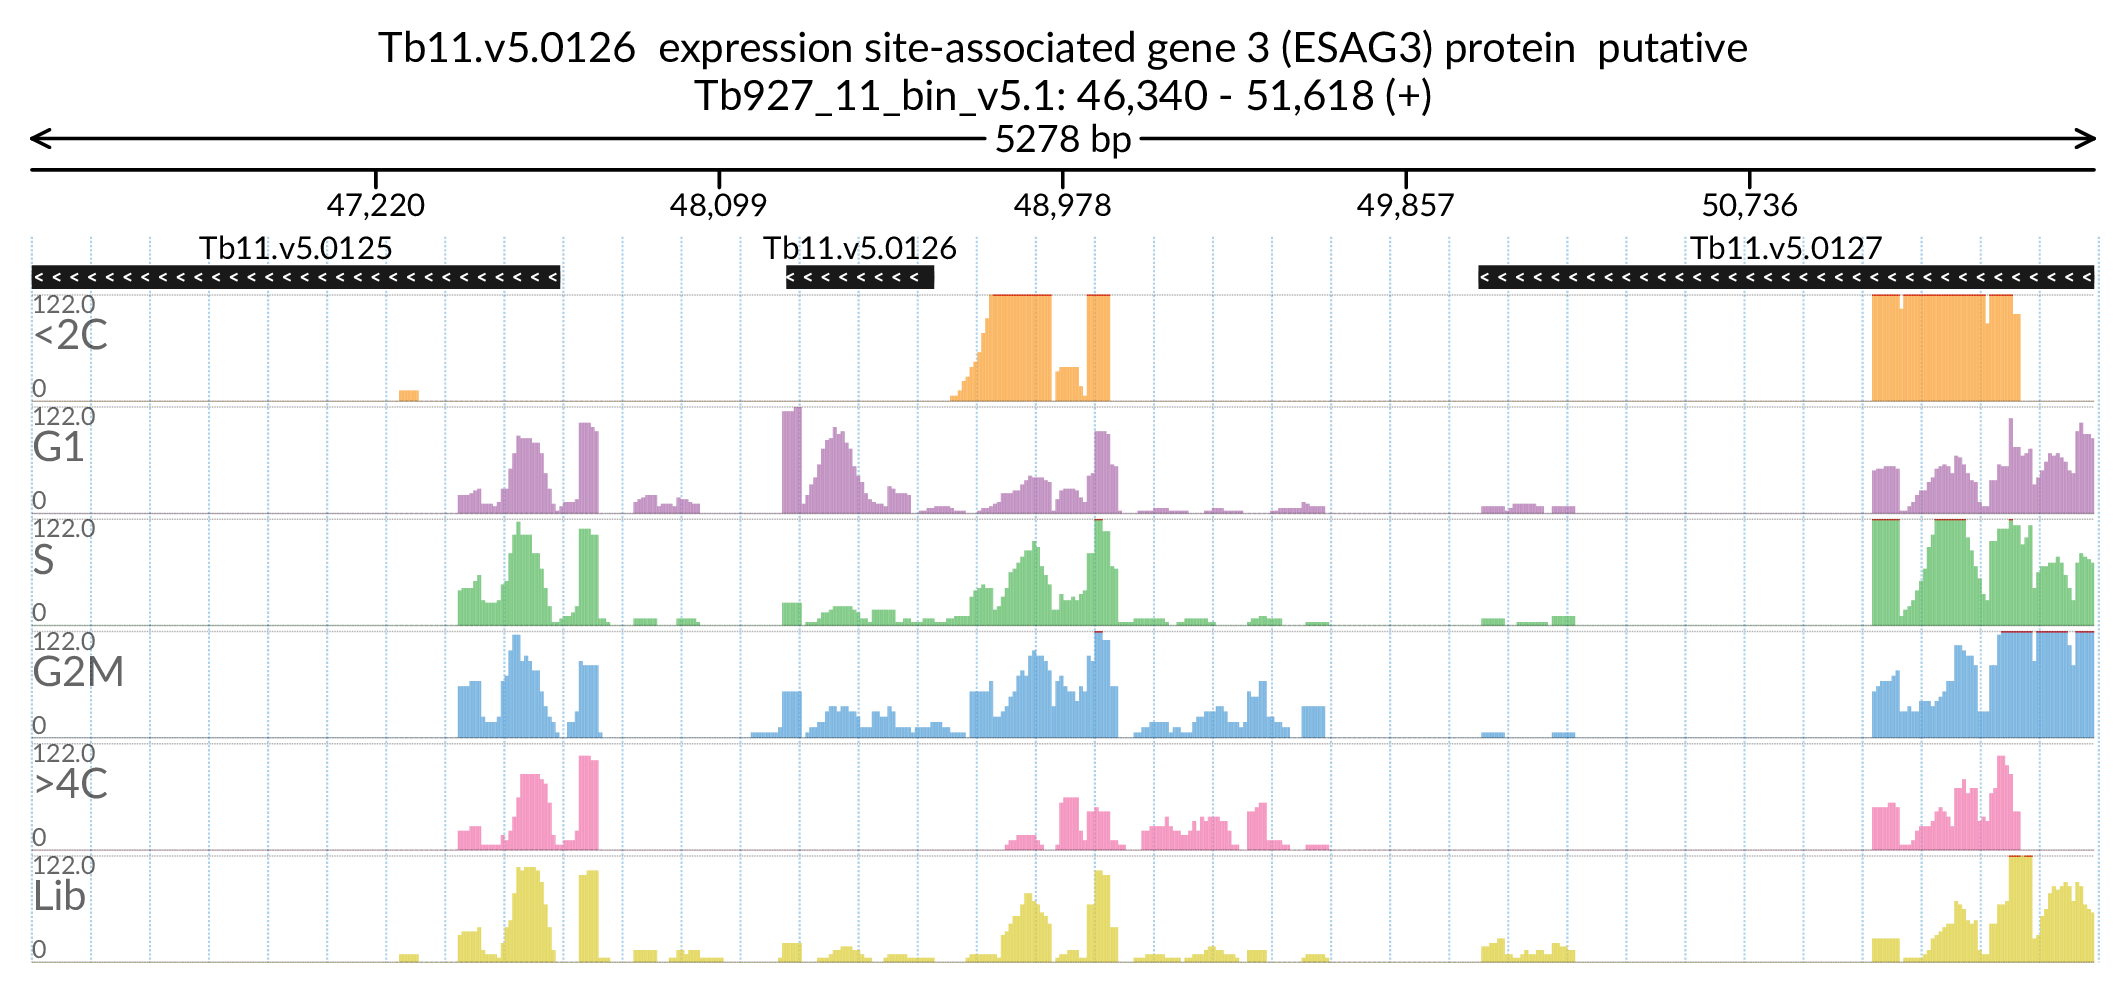 Tb11.v5.0126 expression site-associated gene 3 (ESAG3) protein putative
Tb927_11_bin_v5.1: 46,340 - 51,618 (+)
5278 bp
47,220 48,099 48,978 49,857 50,736
Tb11.v5.0125 Tb11.v5.0126 Tb11.v5.0127
122.0
<2C
0
122.0
G1
0
122.0
S
0
122.0
G2M
0
122.0
>4C
0
122.0
Lib
0